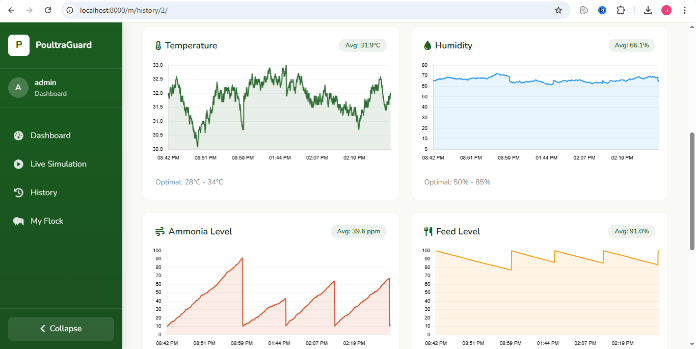 localhost:8000/m/history/2/
P PoultraGuard
A admin
Dashboard
Dashboard
Live Simulation
History
My Flock
Collapse
Temperature
Avg: 31.9°C
33.0
32.5
32.0
31.5
31.0
30.5
30.0
08:42 PM 08:51 PM 08:59 PM 01:44 PM 02:07 PM 02:19 PM
Optimal: 28°C - 34°C
Humidity
Avg: 66.1%
80
70
60
50
40
30
20
10
0
08:42 PM 08:51 PM 08:59 PM 01:44 PM 02:07 PM 02:19 PM
Optimal: 50% - 85%
Ammonia Level
Avg: 39.6 ppm
100
90
80
70
60
50
40
30
20
10
0
08:42 PM 08:51 PM 08:59 PM 01:44 PM 02:07 PM 02:19 PM
Feed Level
Avg: 91.0%
100
90
80
70
60
50
40
30
20
10
0
08:42 PM 08:51 PM 08:59 PM 01:44 PM 02:07 PM 02:19 PM